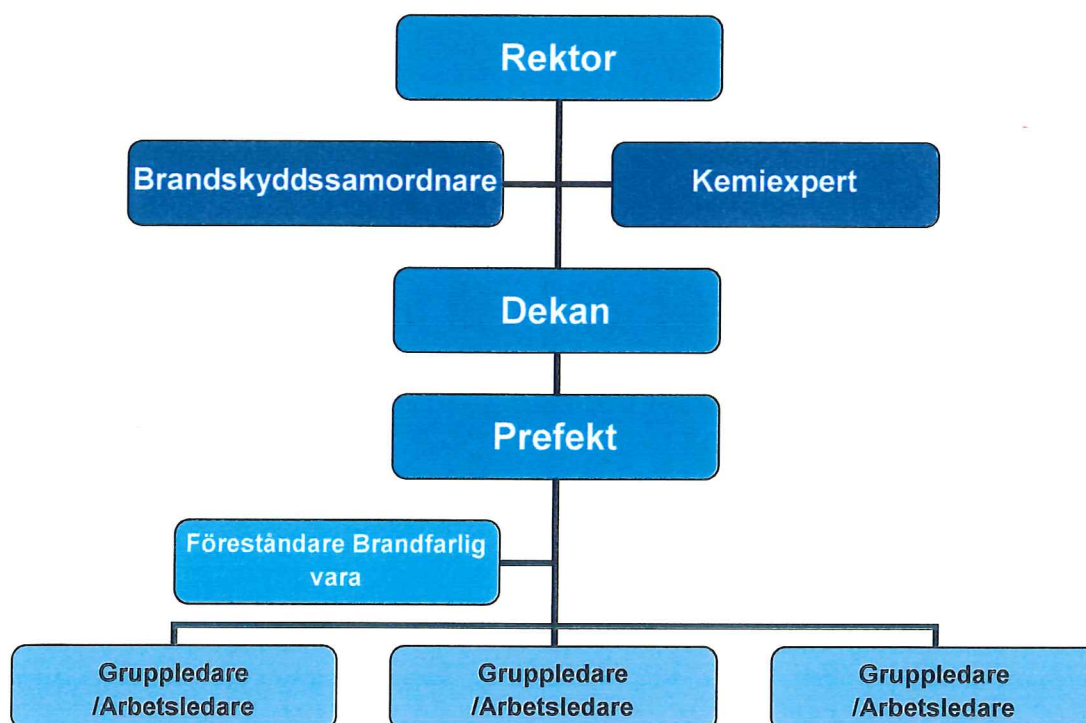 Rektor
Brandskyddssamordnare
Kemiexpert
Dekan
Prefekt
Föreståndare Brandfarlig
vara
Gruppledare
/Arbetsledare
Gruppledare
/Arbetsledare
Gruppledare
/Arbetsledare